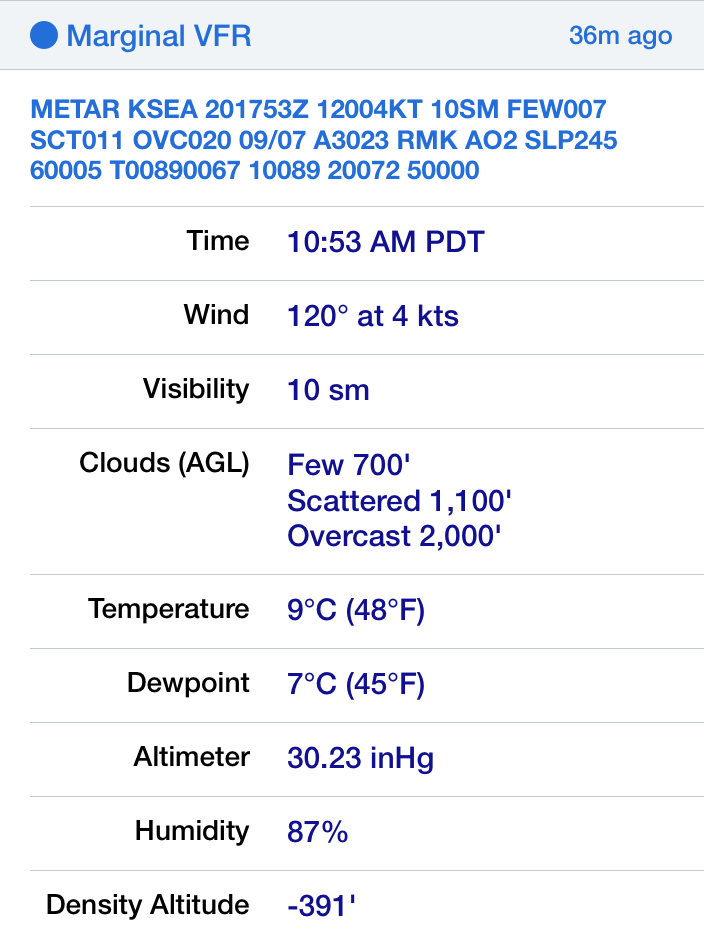 Marginal VFR 36m ago
METAR KSEA 201753Z 12004KT 10SM FEW007
SCT011 OVC020 09/07 A3023 RMK AO2 SLP245
60005 T00890067 10089 20072 50000
Time 10:53 AM PDT
Wind 120° at 4 kts
Visibility 10 sm
Clouds (AGL) Few 700'
Scattered 1,100'
Overcast 2,000'
Temperature 9°C (48°F)
Dewpoint 7°C (45°F)
Altimeter 30.23 inHg
Humidity 87%
Density Altitude -391'